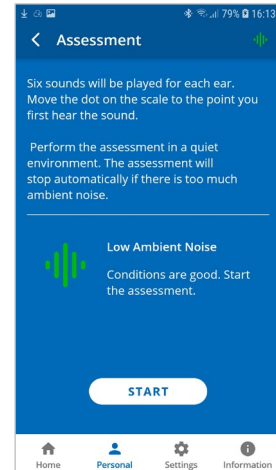 79% 16:13
Assessment
Six sounds will be played for each ear.
Move the dot on the scale to the point you
first hear the sound.
Perform the assessment in a quiet
environment. The assessment will
stop automatically if there is too much
ambient noise.
Low Ambient Noise
Conditions are good. Start
the assessment.
START
Home Personal Settings Information